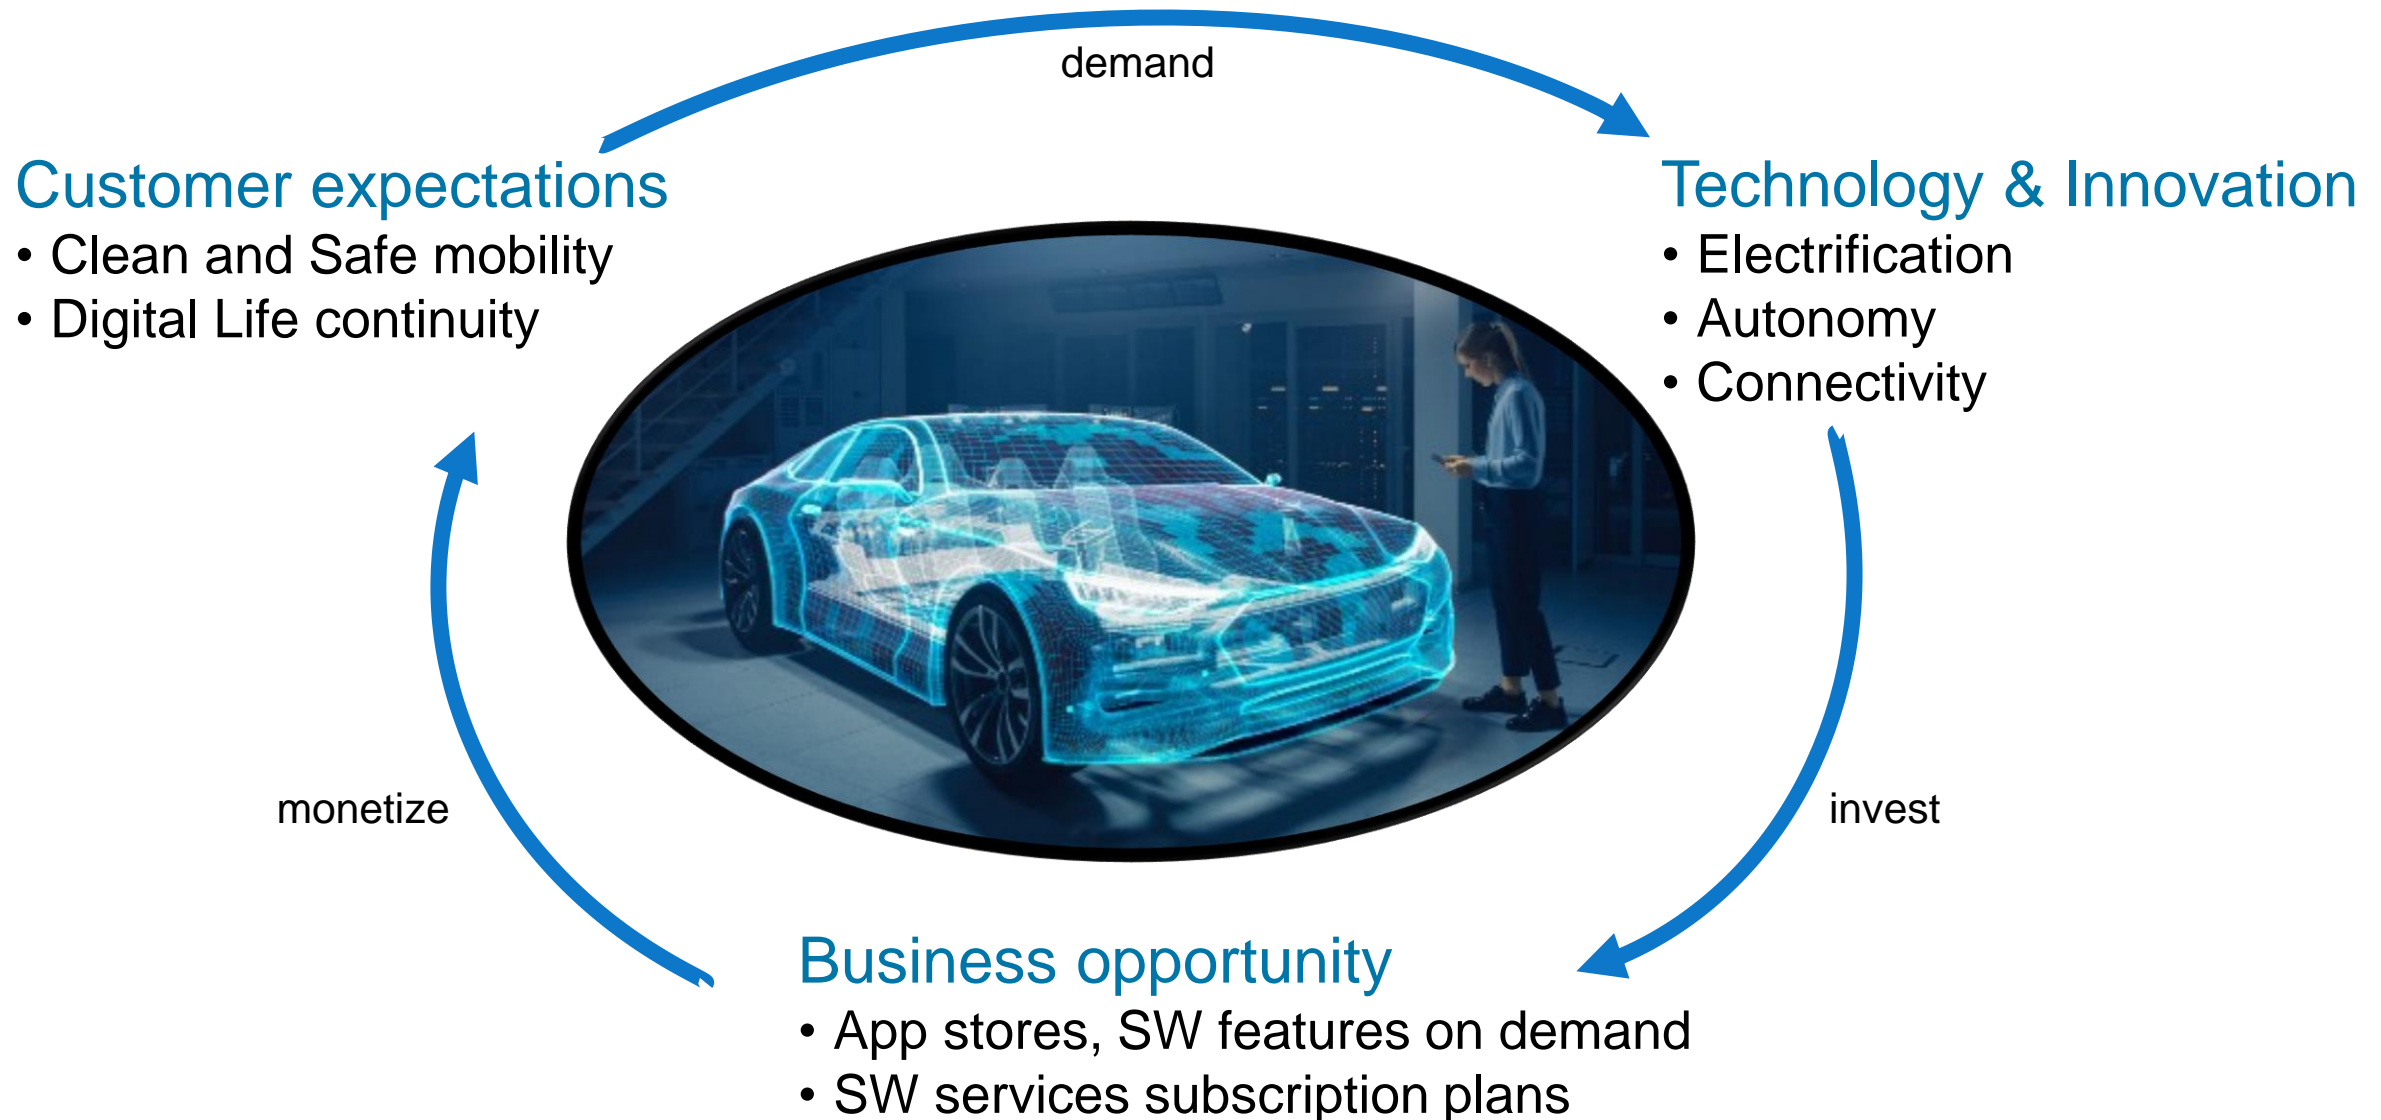 demand
Customer expectations
• Clean and Safe mobility
• Digital Life continuity
Technology & Innovation
• Electrification
• Autonomy
• Connectivity
monetize
invest
Business opportunity
• App stores, SW features on demand
• SW services subscription plans